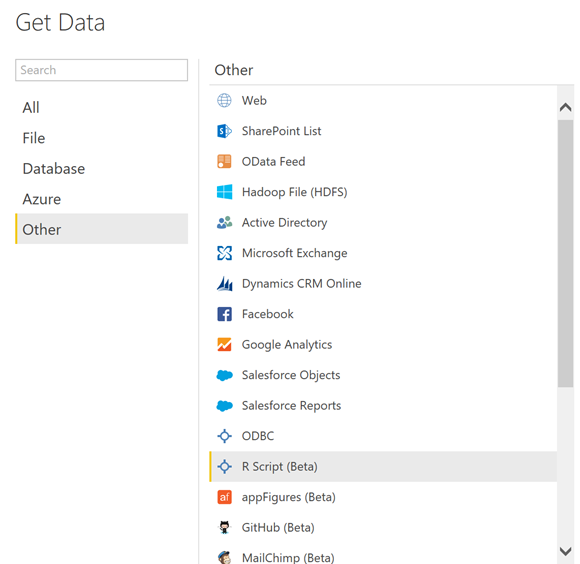 Get Data
Search
All
File
Database
Azure
Other
Other
Web
SharePoint List
OData Feed
Hadoop File (HDFS)
Active Directory
Microsoft Exchange
Dynamics CRM Online
Facebook
Google Analytics
Salesforce Objects
Salesforce Reports
ODBC
R Script (Beta)
af appFigures (Beta)
GitHub (Beta)
MailChimp (Beta)